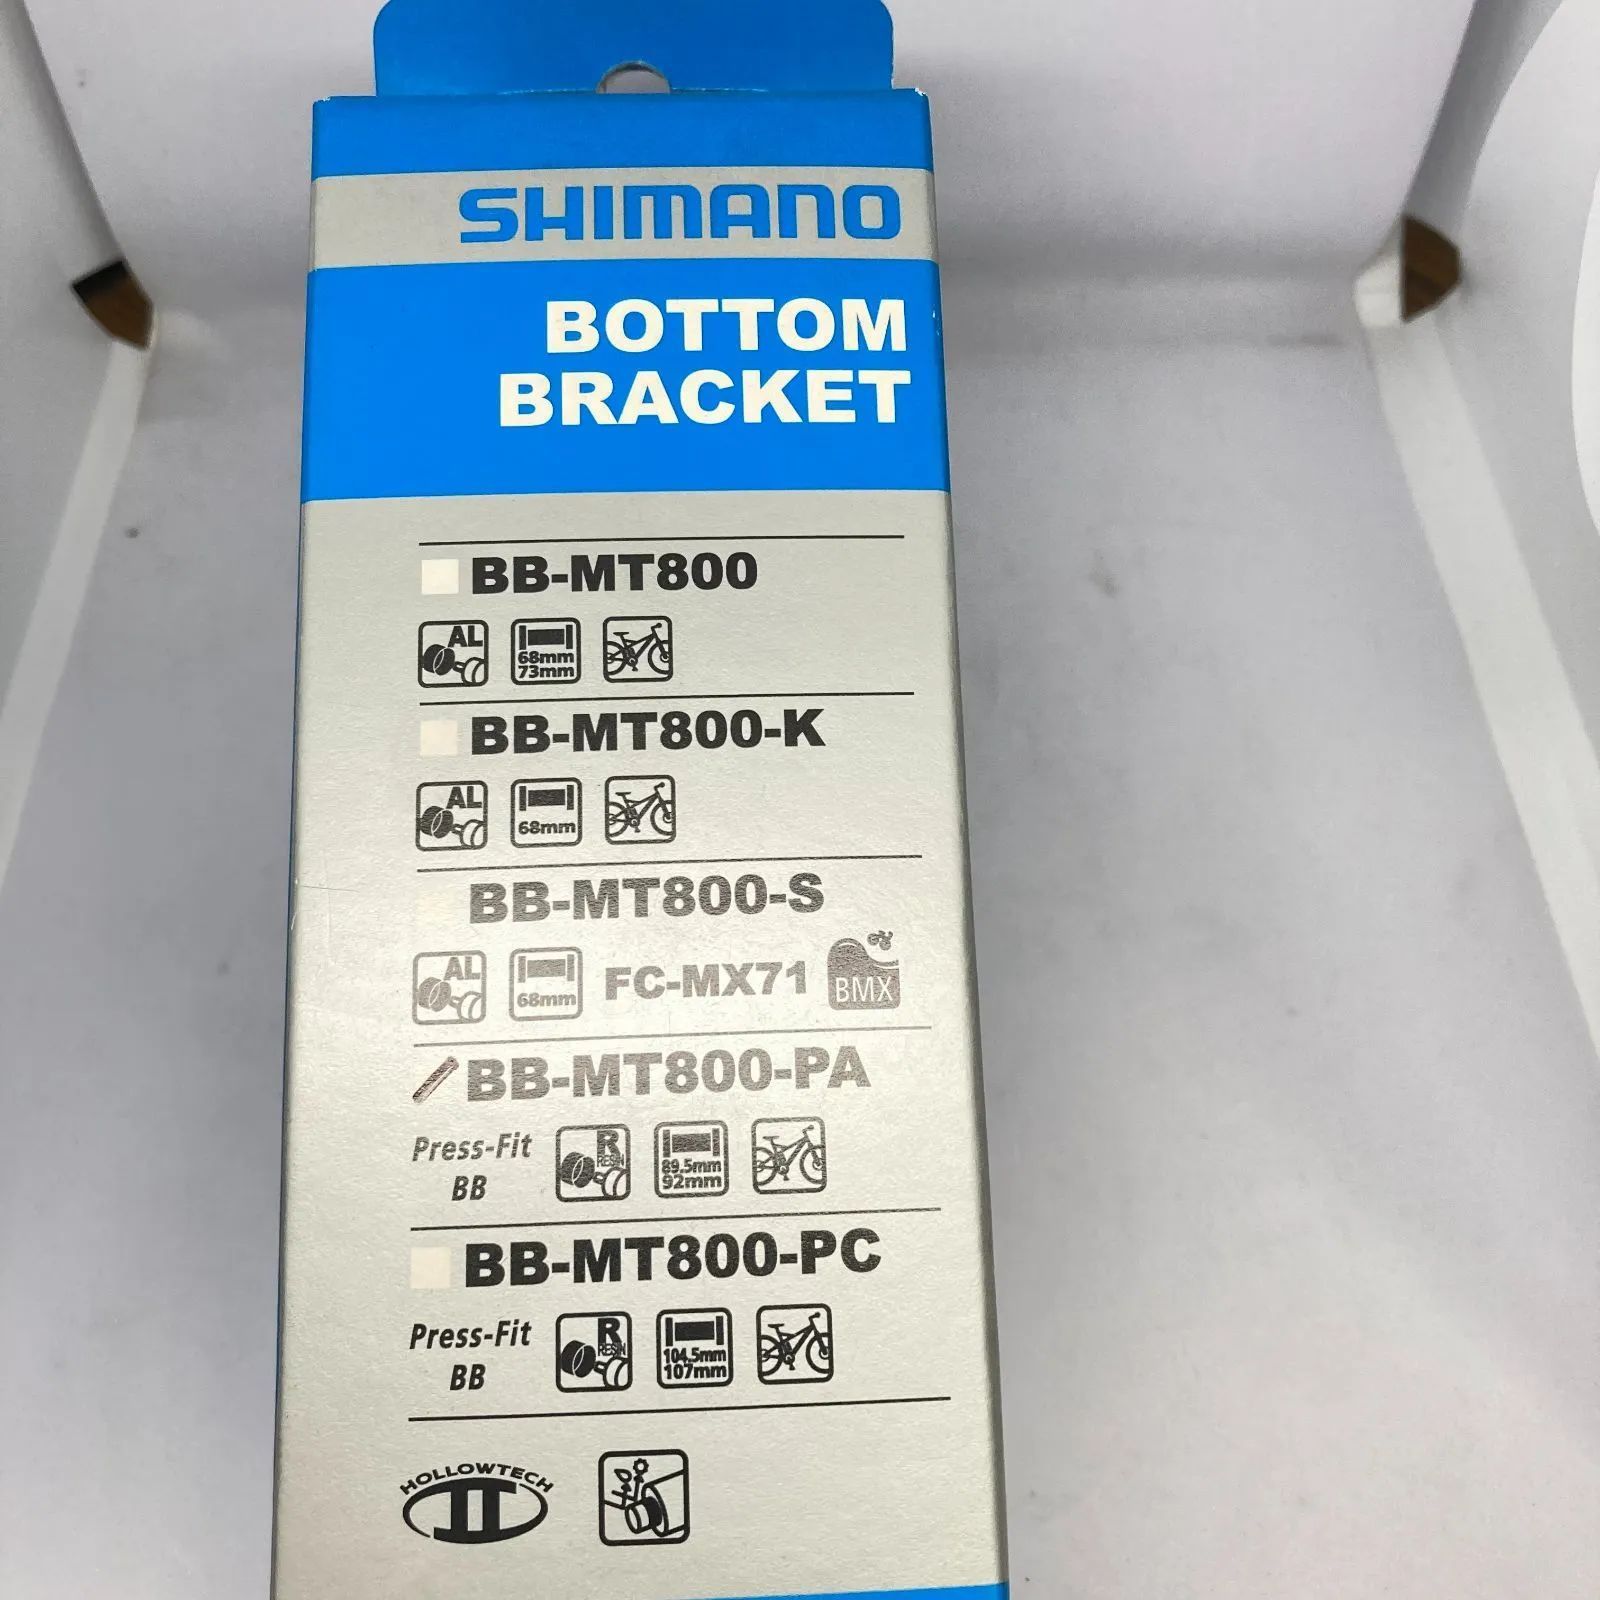 SHIMANO
BOTTOM
BRACKET
BB-MT800
AL
68mm
73mm
BB-MT800-K
AL
68mm
BB-MT800-S
AL
68mm
FC-MX71
BMX
BB-MT800-PA
Press-Fit
BB
R
RESIN
89.5mm
92mm
BB-MT800-PC
Press-Fit
BB
R
RESIN
104.5mm
107mm
HOLLOWTECH
II